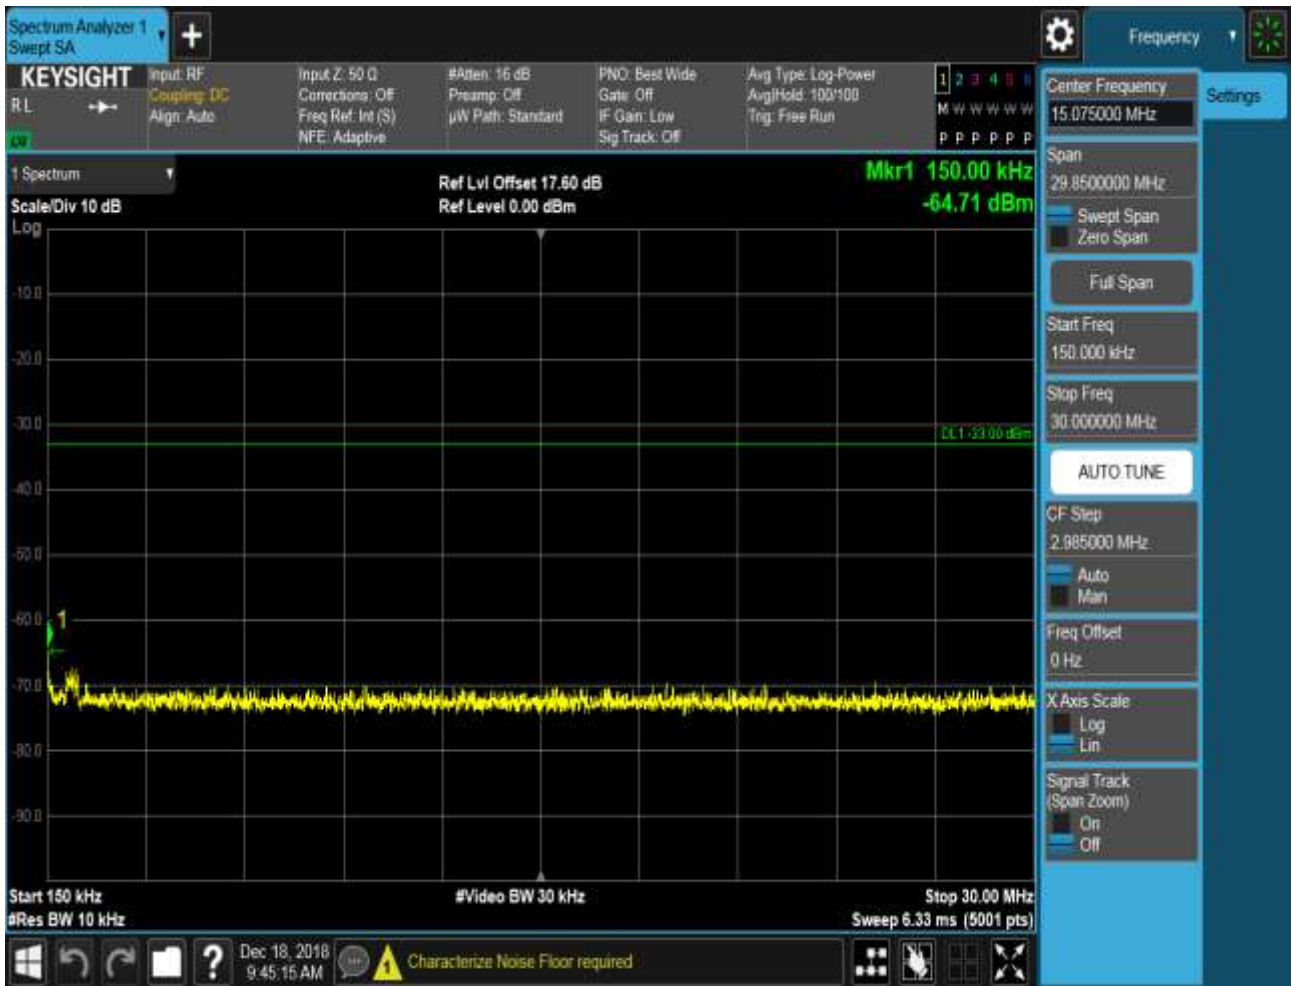 Spectrum Analyzer 1
Swept SA
+
Frequency
KEYSIGHT
RL
Input: RF
Coupling: DC
Align: Auto
Input Z: 50 Ω
Corrections: Off
Freq Ref: Int (S)
NFE: Adaptive
#Atten: 16 dB
Preamp: Off
µW Path: Standard
PNO: Best Wide
Gate: Off
IF Gain: Low
Sig Track: Off
Avg Type: Log-Power
Avg|Hold: 100/100
Trig: Free Run
1 2 3 4 5 6
M W W W W W
P P P P P P
1 Spectrum
Scale/Div 10 dB
Log
Ref Lvl Offset 17.60 dB
Ref Level 0.00 dBm
Mkr1 150.00 kHz
-64.71 dBm
-10.0
-20.0
-30.0
DL1 -33.00 dBm
-40.0
-50.0
-60.0
1
-70.0
-80.0
-90.0
Start 150 kHz
#Res BW 10 kHz
#Video BW 30 kHz
Stop 30.00 MHz
Sweep 6.33 ms (5001 pts)
Center Frequency
15.075000 MHz
Settings
Span
29.8500000 MHz
Swept Span
Zero Span
Full Span
Start Freq
150.000 kHz
Stop Freq
30.000000 MHz
AUTO TUNE
CF Step
2.985000 MHz
Auto
Man
Freq Offset
0 Hz
X Axis Scale
Log
Lin
Signal Track
(Span Zoom)
On
Off
?
Dec 18, 2018
9:45:15 AM
Characterize Noise Floor required